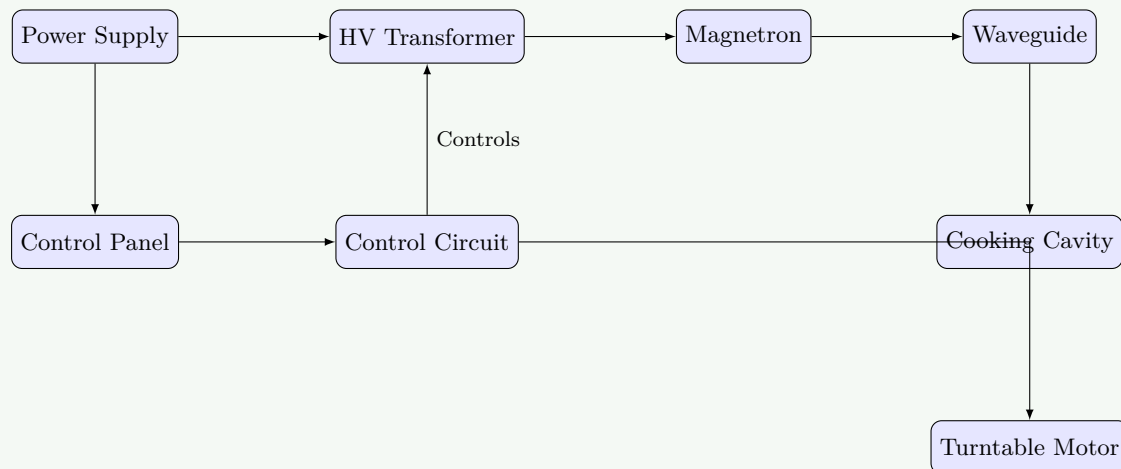 Power Supply
HV Transformer
Magnetron
Waveguide
Controls
Control Panel
Control Circuit
Cooking Cavity
Turntable Motor